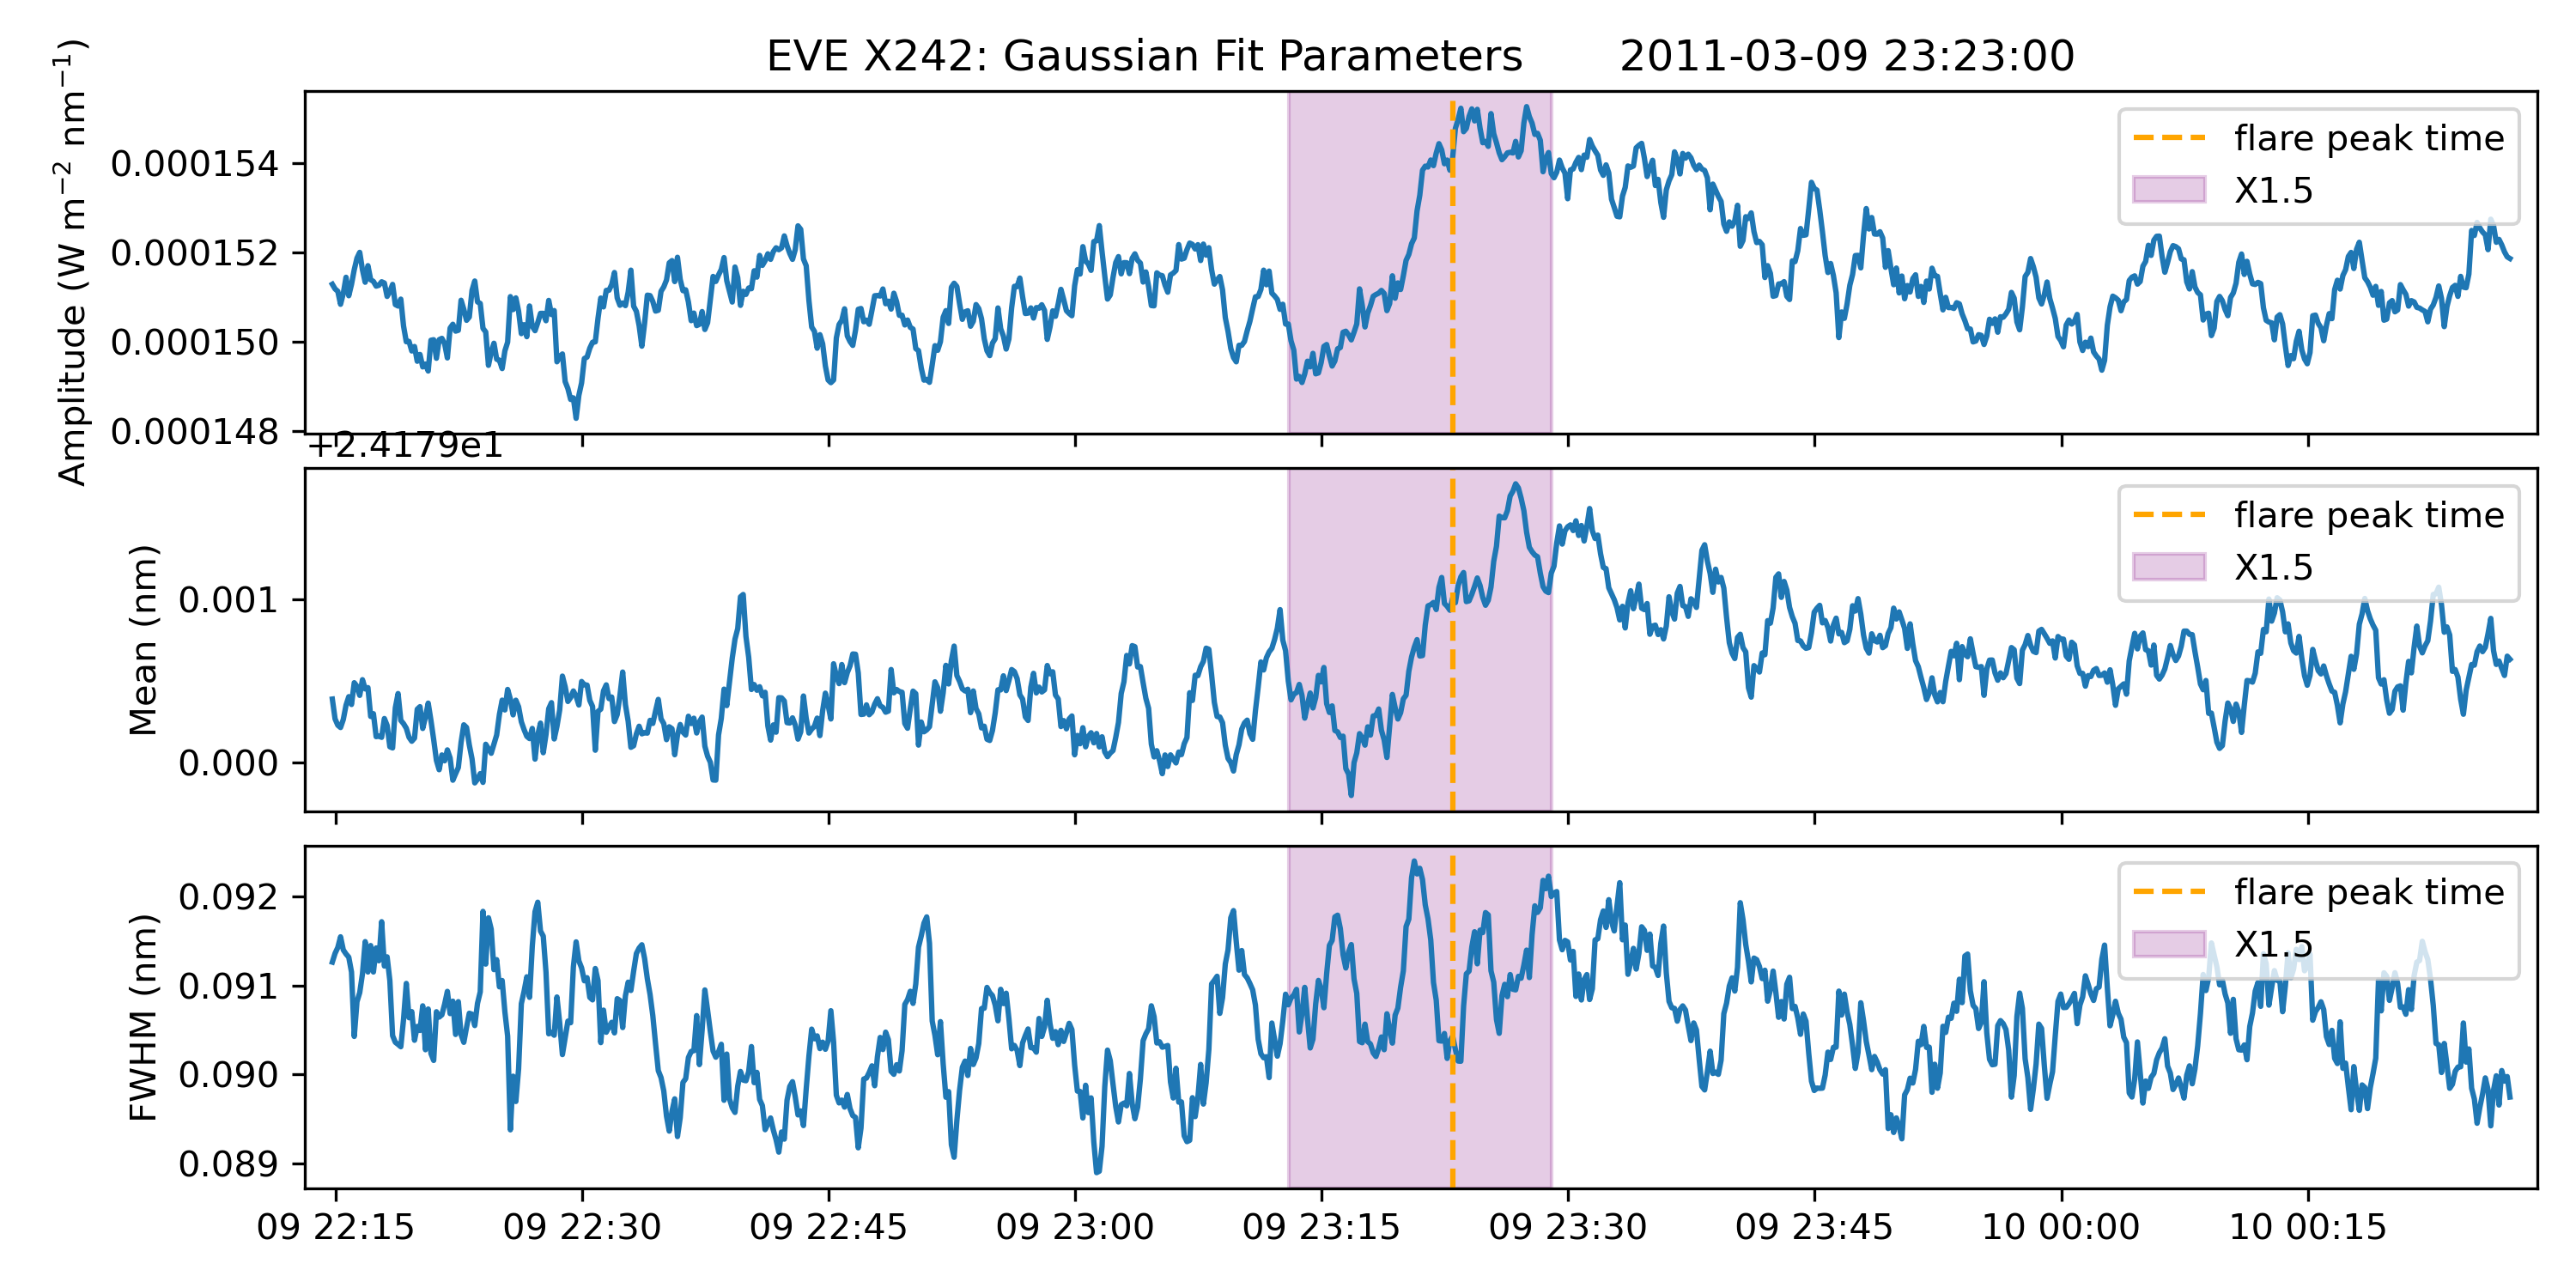 EVE X242: Gaussian Fit Parameters 2011-03-09 23:23:00
Amplitude (W m⁻² nm⁻¹)
0.000154
0.000152
0.000150
0.000148
flare peak time
X1.5
+2.4179e1
Mean (nm)
0.001
0.000
flare peak time
X1.5
FWHM (nm)
0.092
0.091
0.090
0.089
flare peak time
X1.5
09 22:15 09 22:30 09 22:45 09 23:00 09 23:15 09 23:30 09 23:45 10 00:00 10 00:15